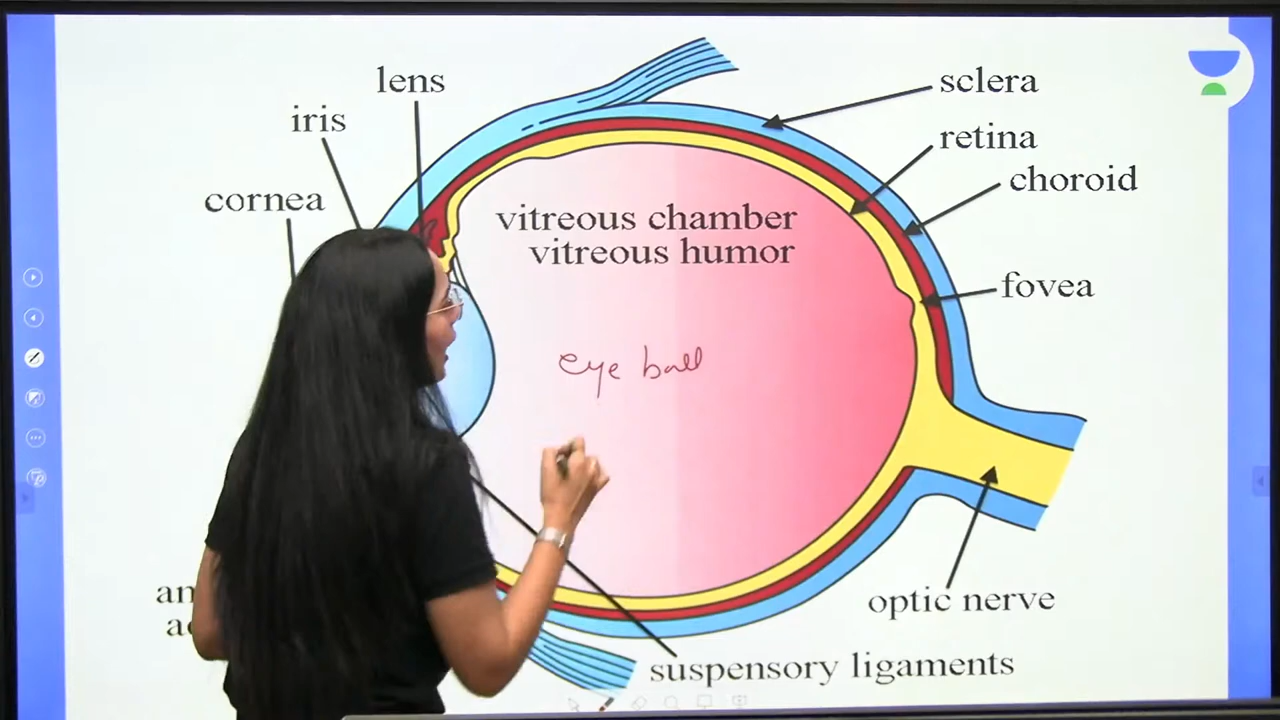 lens
iris
cornea
sclera
retina
choroid
vitreous chamber
vitreous humor
fovea
eye ball
optic nerve
suspensory ligaments